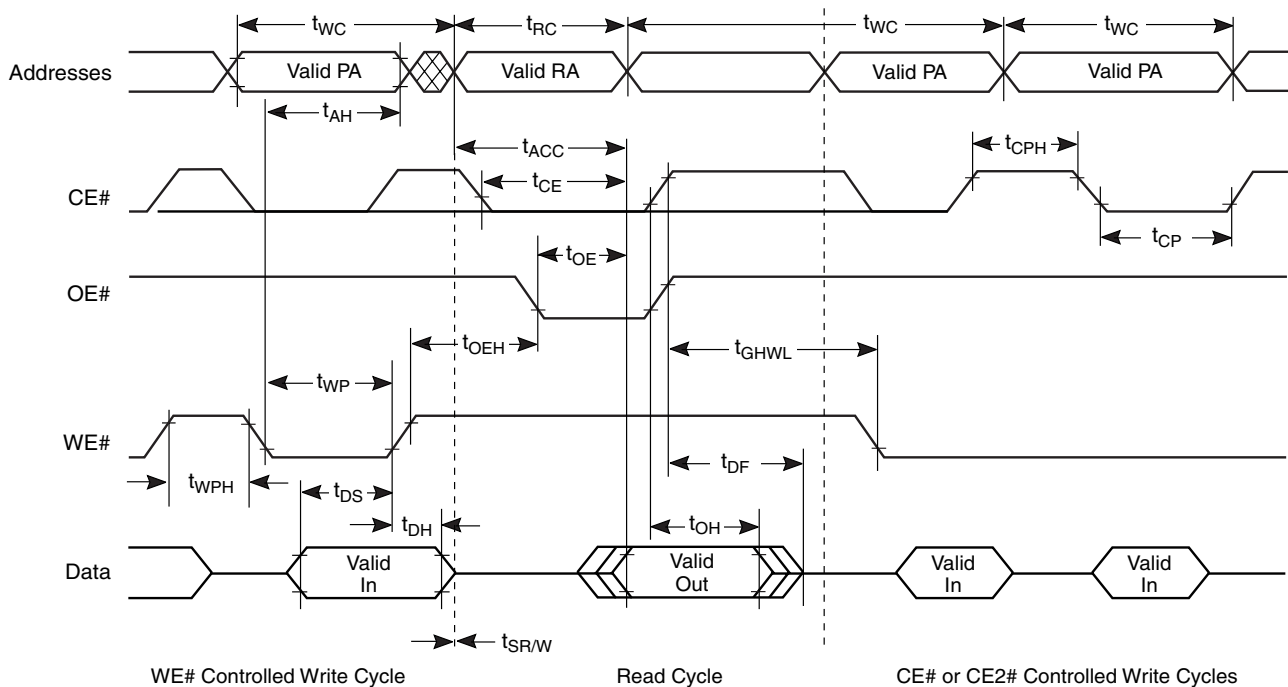 tWC tRC tWC tWC
Addresses Valid PA Valid RA Valid PA Valid PA
tAH
tACC tCPH
CE# tCE
tCP
tOE
OE#
tOEH tGHWL
tWP
WE#
tDF
tWPH tDS
tDH tOH
Data Valid In Valid Out Valid In Valid In
tSR/W
WE# Controlled Write Cycle Read Cycle CE# or CE2# Controlled Write Cycles